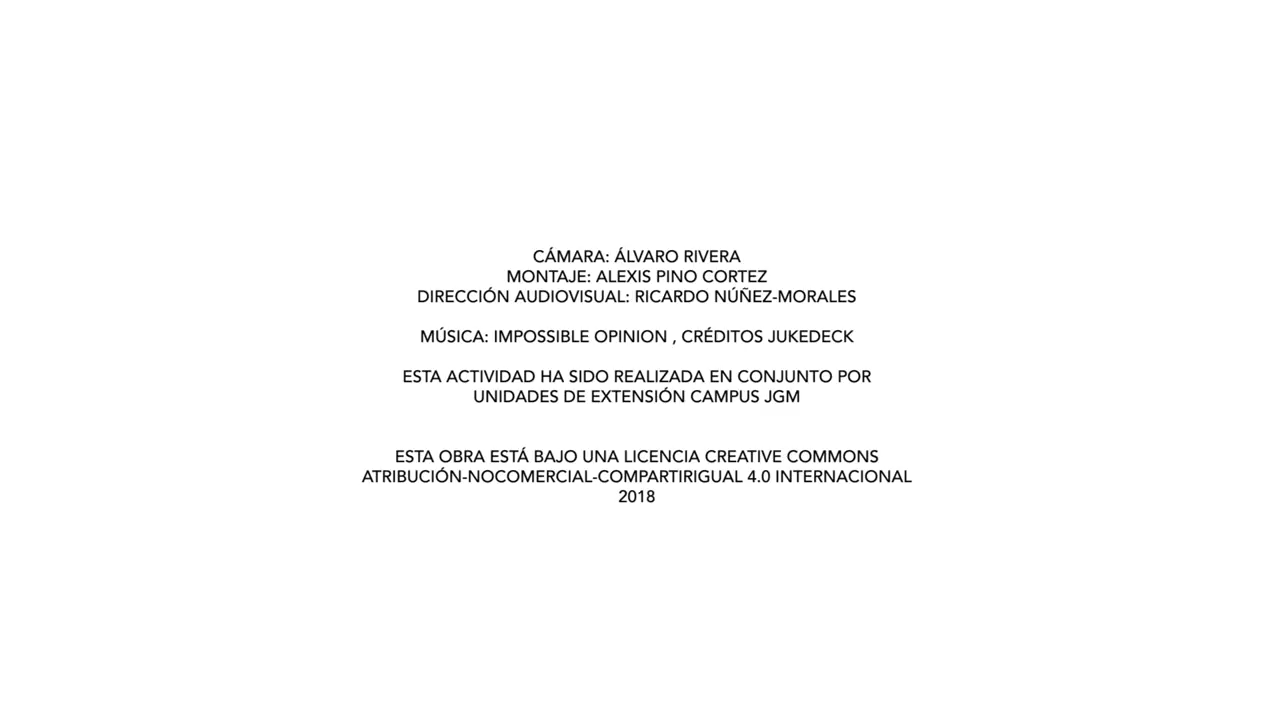 CÁMARA: ÁLVARO RIVERA
MONTAJE: ALEXIS PINO CORTEZ
DIRECCIÓN AUDIOVISUAL: RICARDO NÚÑEZ-MORALES
MÚSICA: IMPOSSIBLE OPINION , CRÉDITOS JUKEDECK
ESTA ACTIVIDAD HA SIDO REALIZADA EN CONJUNTO POR
UNIDADES DE EXTENSIÓN CAMPUS JGM
ESTA OBRA ESTÁ BAJO UNA LICENCIA CREATIVE COMMONS
ATRIBUCIÓN-NOCOMERCIAL-COMPARTIRIGUAL 4.0 INTERNACIONAL
2018